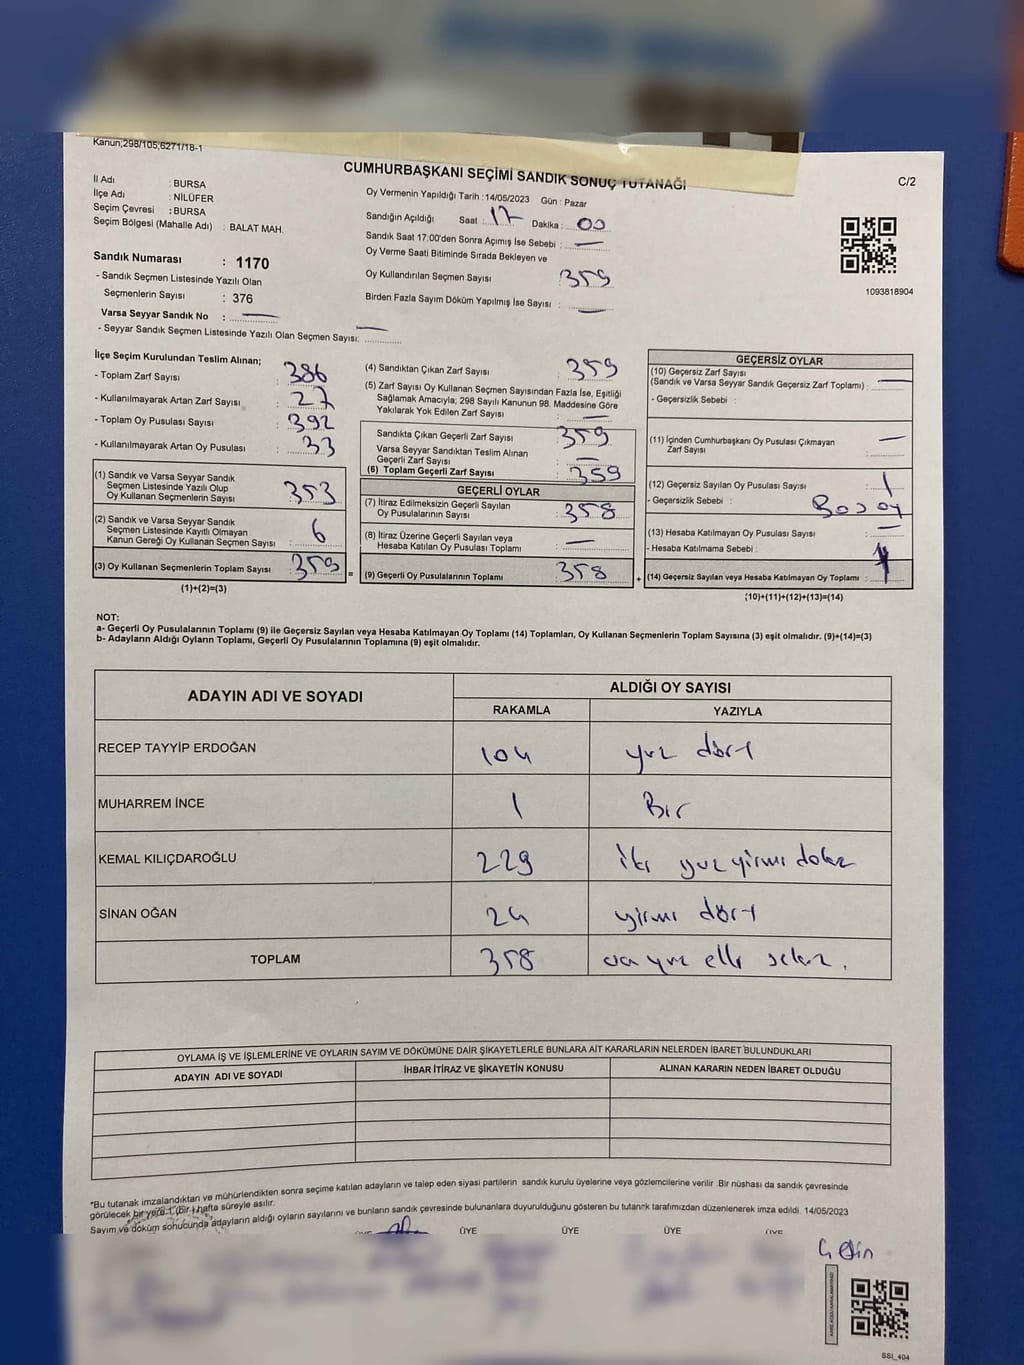 Kanun;298/105,6271/18-1
CUMHURBAŞKANI SEÇİMİ SANDIK SONUÇ TUTANAĞI
C/2
İl Adı : BURSA
İlçe Adı : NİLÜFER
Seçim Çevresi : BURSA
Seçim Bölgesi (Mahalle Adı) : BALAT MAH.
Sandık Numarası : 1170
- Sandık Seçmen Listesinde Yazılı Olan
Seçmenlerin Sayısı : 376
Varsa Seyyar Sandık No :
- Seyyar Sandık Seçmen Listesinde Yazılı Olan Seçmen Sayısı:
Oy Vermenin Yapıldığı Tarih :14/05/2023 Gün : Pazar
Sandığın Açıldığı Saat : 17 Dakika : 00
Sandık Saat 17:00'den Sonra Açımış İse Sebebi : —
Oy Verme Saati Bitiminde Sırada Bekleyen ve
Oy Kullandırılan Seçmen Sayısı 359
Birden Fazla Sayım Döküm Yapılmış İse Sayısı : —
1093818904
İlçe Seçim Kurulundan Teslim Alınan;
- Toplam Zarf Sayısı 386
- Kullanılmayarak Artan Zarf Sayısı 27
- Toplam Oy Pusulası Sayısı 392
- Kullanılmayarak Artan Oy Pusulası 33
(1) Sandık ve Varsa Seyyar Sandık
Seçmen Listesinde Yazılı Olup
Oy Kullanan Seçmenlerin Sayısı 353
(2) Sandık ve Varsa Seyyar Sandık
Seçmen Listesinde Kayıtlı Olmayan
Kanun Gereği Oy Kullanan Seçmen Sayısı 6
(3) Oy Kullanan Seçmenlerin Toplam Sayısı 359 =
(1)+(2)=(3)
(4) Sandıktan Çıkan Zarf Sayısı 359
(5) Zarf Sayısı Oy Kullanan Seçmen Sayısından Fazla İse, Eşitliği
Sağlamak Amacıyla; 298 Sayılı Kanunun 98. Maddesine Göre
Yakılarak Yok Edilen Zarf Sayısı —
Sandıkta Çıkan Geçerli Zarf Sayısı 359
Varsa Seyyar Sandıktan Teslim Alınan
Geçerli Zarf Sayısı —
(6) Toplam Geçerli Zarf Sayısı 359
GEÇERLİ OYLAR
(7) İtiraz Edilmeksizin Geçerli Sayılan
Oy Pusulalarının Sayısı 358
(8) İtiraz Üzerine Geçerli Sayılan veya
Hesaba Katılan Oy Pusulası Toplamı —
(9) Geçerli Oy Pusulalarının Toplamı 358 +
GEÇERSİZ OYLAR
(10) Geçersiz Zarf Sayısı
(Sandık ve Varsa Seyyar Sandık Geçersiz Zarf Toplamı) : —
- Geçersizlik Sebebi :
(11) İçinden Cumhurbaşkanı Oy Pusulası Çıkmayan
Zarf Sayısı : —
(12) Geçersiz Sayılan Oy Pusulası Sayısı : 1
- Geçersizlik Sebebi :
(13) Hesaba Katılmayan Oy Pusulası Sayısı : —
- Hesaba Katılmama Sebebi :
(14) Geçersiz Sayılan veya Hesaba Katılmayan Oy Toplamı : 1
(10)+(11)+(12)+(13)=(14)
NOT:
a- Geçerli Oy Pusulalarının Toplamı (9) ile Geçersiz Sayılan veya Hesaba Katılmayan Oy Toplamı (14) Toplamları, Oy Kullanan Seçmenlerin Toplam Sayısına (3) eşit olmalıdır. (9)+(14)=(3)
b- Adayların Aldığı Oyların Toplamı, Geçerli Oy Pusulalarının Toplamına (9) eşit olmalıdır.
ADAYIN ADI VE SOYADI
ALDIĞI OY SAYISI
RAKAMLA YAZIYLA
RECEP TAYYİP ERDOĞAN 104 yüz dört
MUHARREM İNCE 1 Bir
KEMAL KILIÇDAROĞLU 229 iki yüz yirmi dokuz
SİNAN OĞAN 24 yirmi dört
TOPLAM 358 üç yüz elli sekiz.
OYLAMA İŞ VE İŞLEMLERİNE VE OYLARIN SAYIM VE DÖKÜMÜNE DAİR ŞİKAYETLERLE BUNLARA AİT KARARLARIN NELERDEN İBARET BULUNDUKLARI
ADAYIN ADI VE SOYADI İHBAR İTİRAZ VE ŞİKAYETİN KONUSU ALINAN KARARIN NEDEN İBARET OLDUĞU
*Bu tutanak imzalandıktan ve mühürlendikten sonra seçime katılan adayların ve talep eden siyasi partilerin sandık kurulu üyelerine veya gözlemcilerine verilir .Bir nüshası da sandık çevresinde
görülecek bir yere 1 (bir ) hafta süreyle asılır.
Sayım ve döküm sonucunda adayların aldığı oyların sayılarını ve bunların sandık çevresinde bulunanlara duyurulduğunu gösteren bu tutanık tarafımızdan düzenlenerek imza edildi. 14/05/2023
ÜYE ÜYE ÜYE ÜYE ÜYE
SSI_404